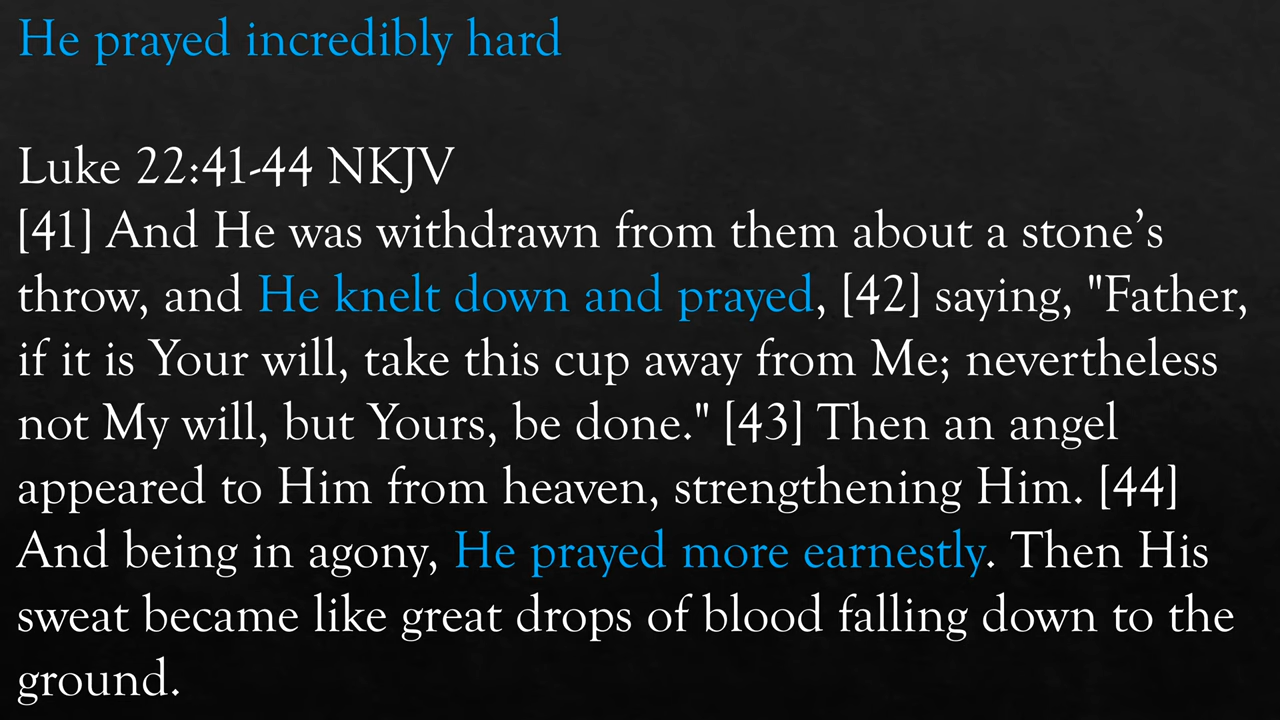 He prayed incredibly hard
Luke 22:41-44 NKJV
[41] And He was withdrawn from them about a stone’s
throw, and He knelt down and prayed, [42] saying, "Father,
if it is Your will, take this cup away from Me; nevertheless
not My will, but Yours, be done." [43] Then an angel
appeared to Him from heaven, strengthening Him. [44]
And being in agony, He prayed more earnestly. Then His
sweat became like great drops of blood falling down to the
ground.